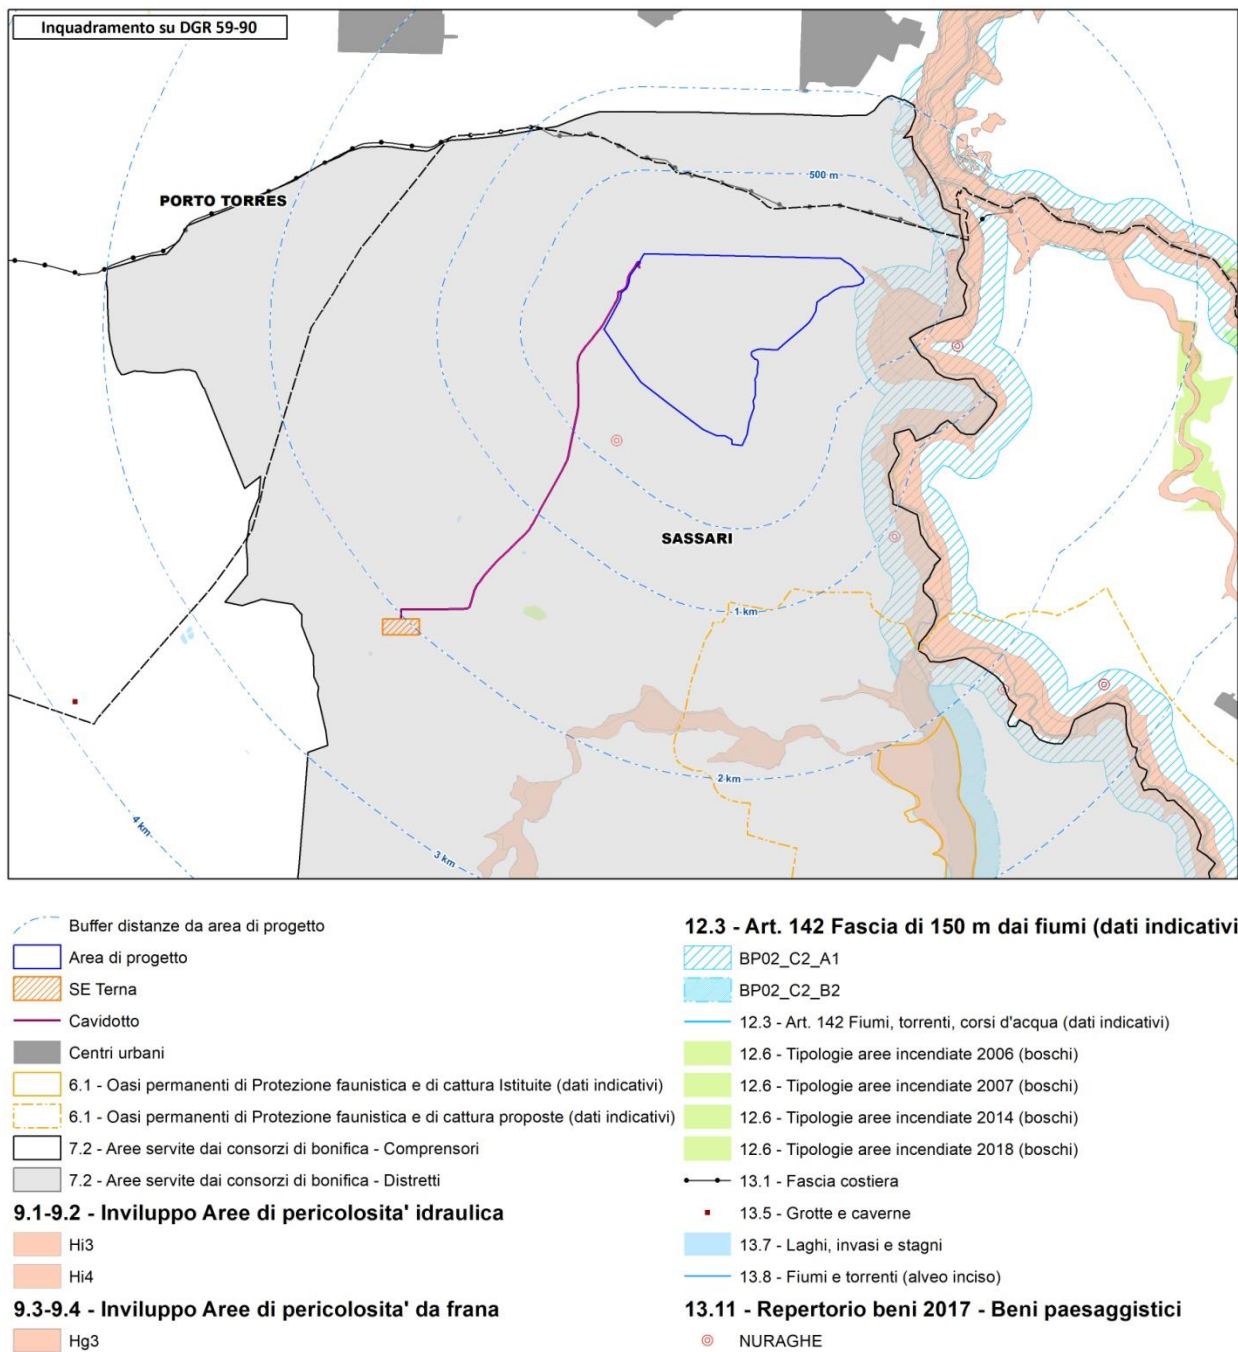 Inquadramento su DGR 59-90
PORTO TORRES
500 m
SASSARI
1 km
2 km
3 km
4 km
Buffer distanze da area di progetto
Area di progetto
SE Terna
Cavidotto
Centri urbani
6.1 - Oasi permanenti di Protezione faunistica e di cattura Istituite (dati indicativi)
6.1 - Oasi permanenti di Protezione faunistica e di cattura proposte (dati indicativi)
7.2 - Aree servite dai consorzi di bonifica - Comprensori
7.2 - Aree servite dai consorzi di bonifica - Distretti
9.1-9.2 - Inviluppo Aree di pericolosita' idraulica
Hi3
Hi4
9.3-9.4 - Inviluppo Aree di pericolosita' da frana
Hg3
12.3 - Art. 142 Fascia di 150 m dai fiumi (dati indicativi
BP02_C2_A1
BP02_C2_B2
12.3 - Art. 142 Fiumi, torrenti, corsi d'acqua (dati indicativi)
12.6 - Tipologie aree incendiate 2006 (boschi)
12.6 - Tipologie aree incendiate 2007 (boschi)
12.6 - Tipologie aree incendiate 2014 (boschi)
12.6 - Tipologie aree incendiate 2018 (boschi)
13.1 - Fascia costiera
13.5 - Grotte e caverne
13.7 - Laghi, invasi e stagni
13.8 - Fiumi e torrenti (alveo inciso)
13.11 - Repertorio beni 2017 - Beni paesaggistici
NURAGHE